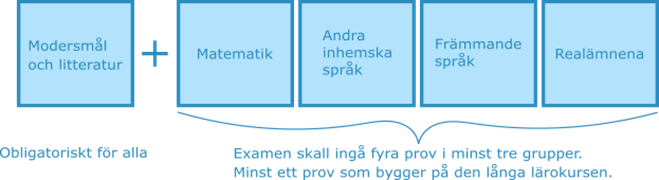 Modersmål
och litteratur
+
Matematik
Andra
inhemska
språk
Främmande
språk
Realämnena
Obligatoriskt för alla
Examen skall ingå fyra prov i minst tre grupper.
Minst ett prov som bygger på den långa lärokursen.